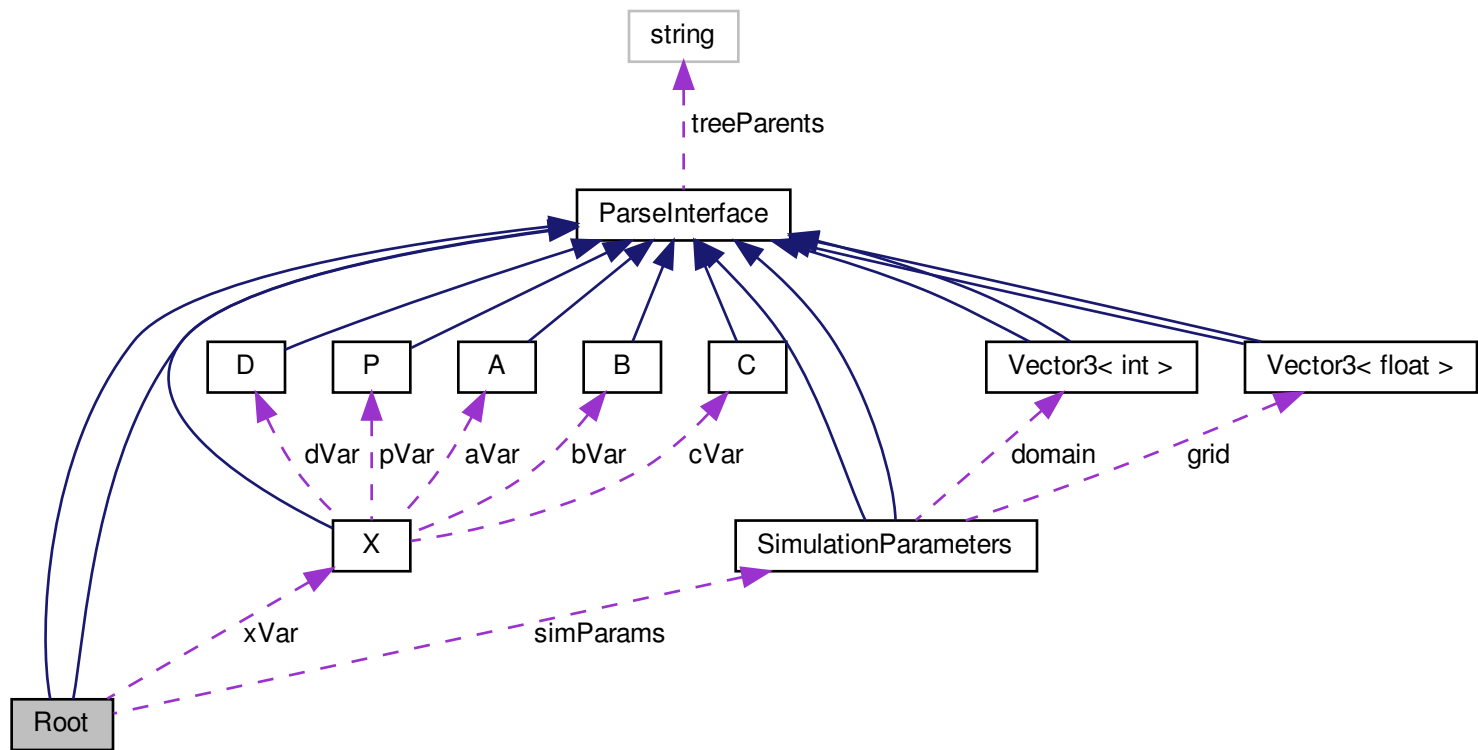 string
treeParents
ParseInterface
D
P
A
B
C
Vector3< int >
Vector3< float >
dVar
pVar
aVar
bVar
cVar
domain
grid
X
SimulationParameters
xVar
simParams
Root